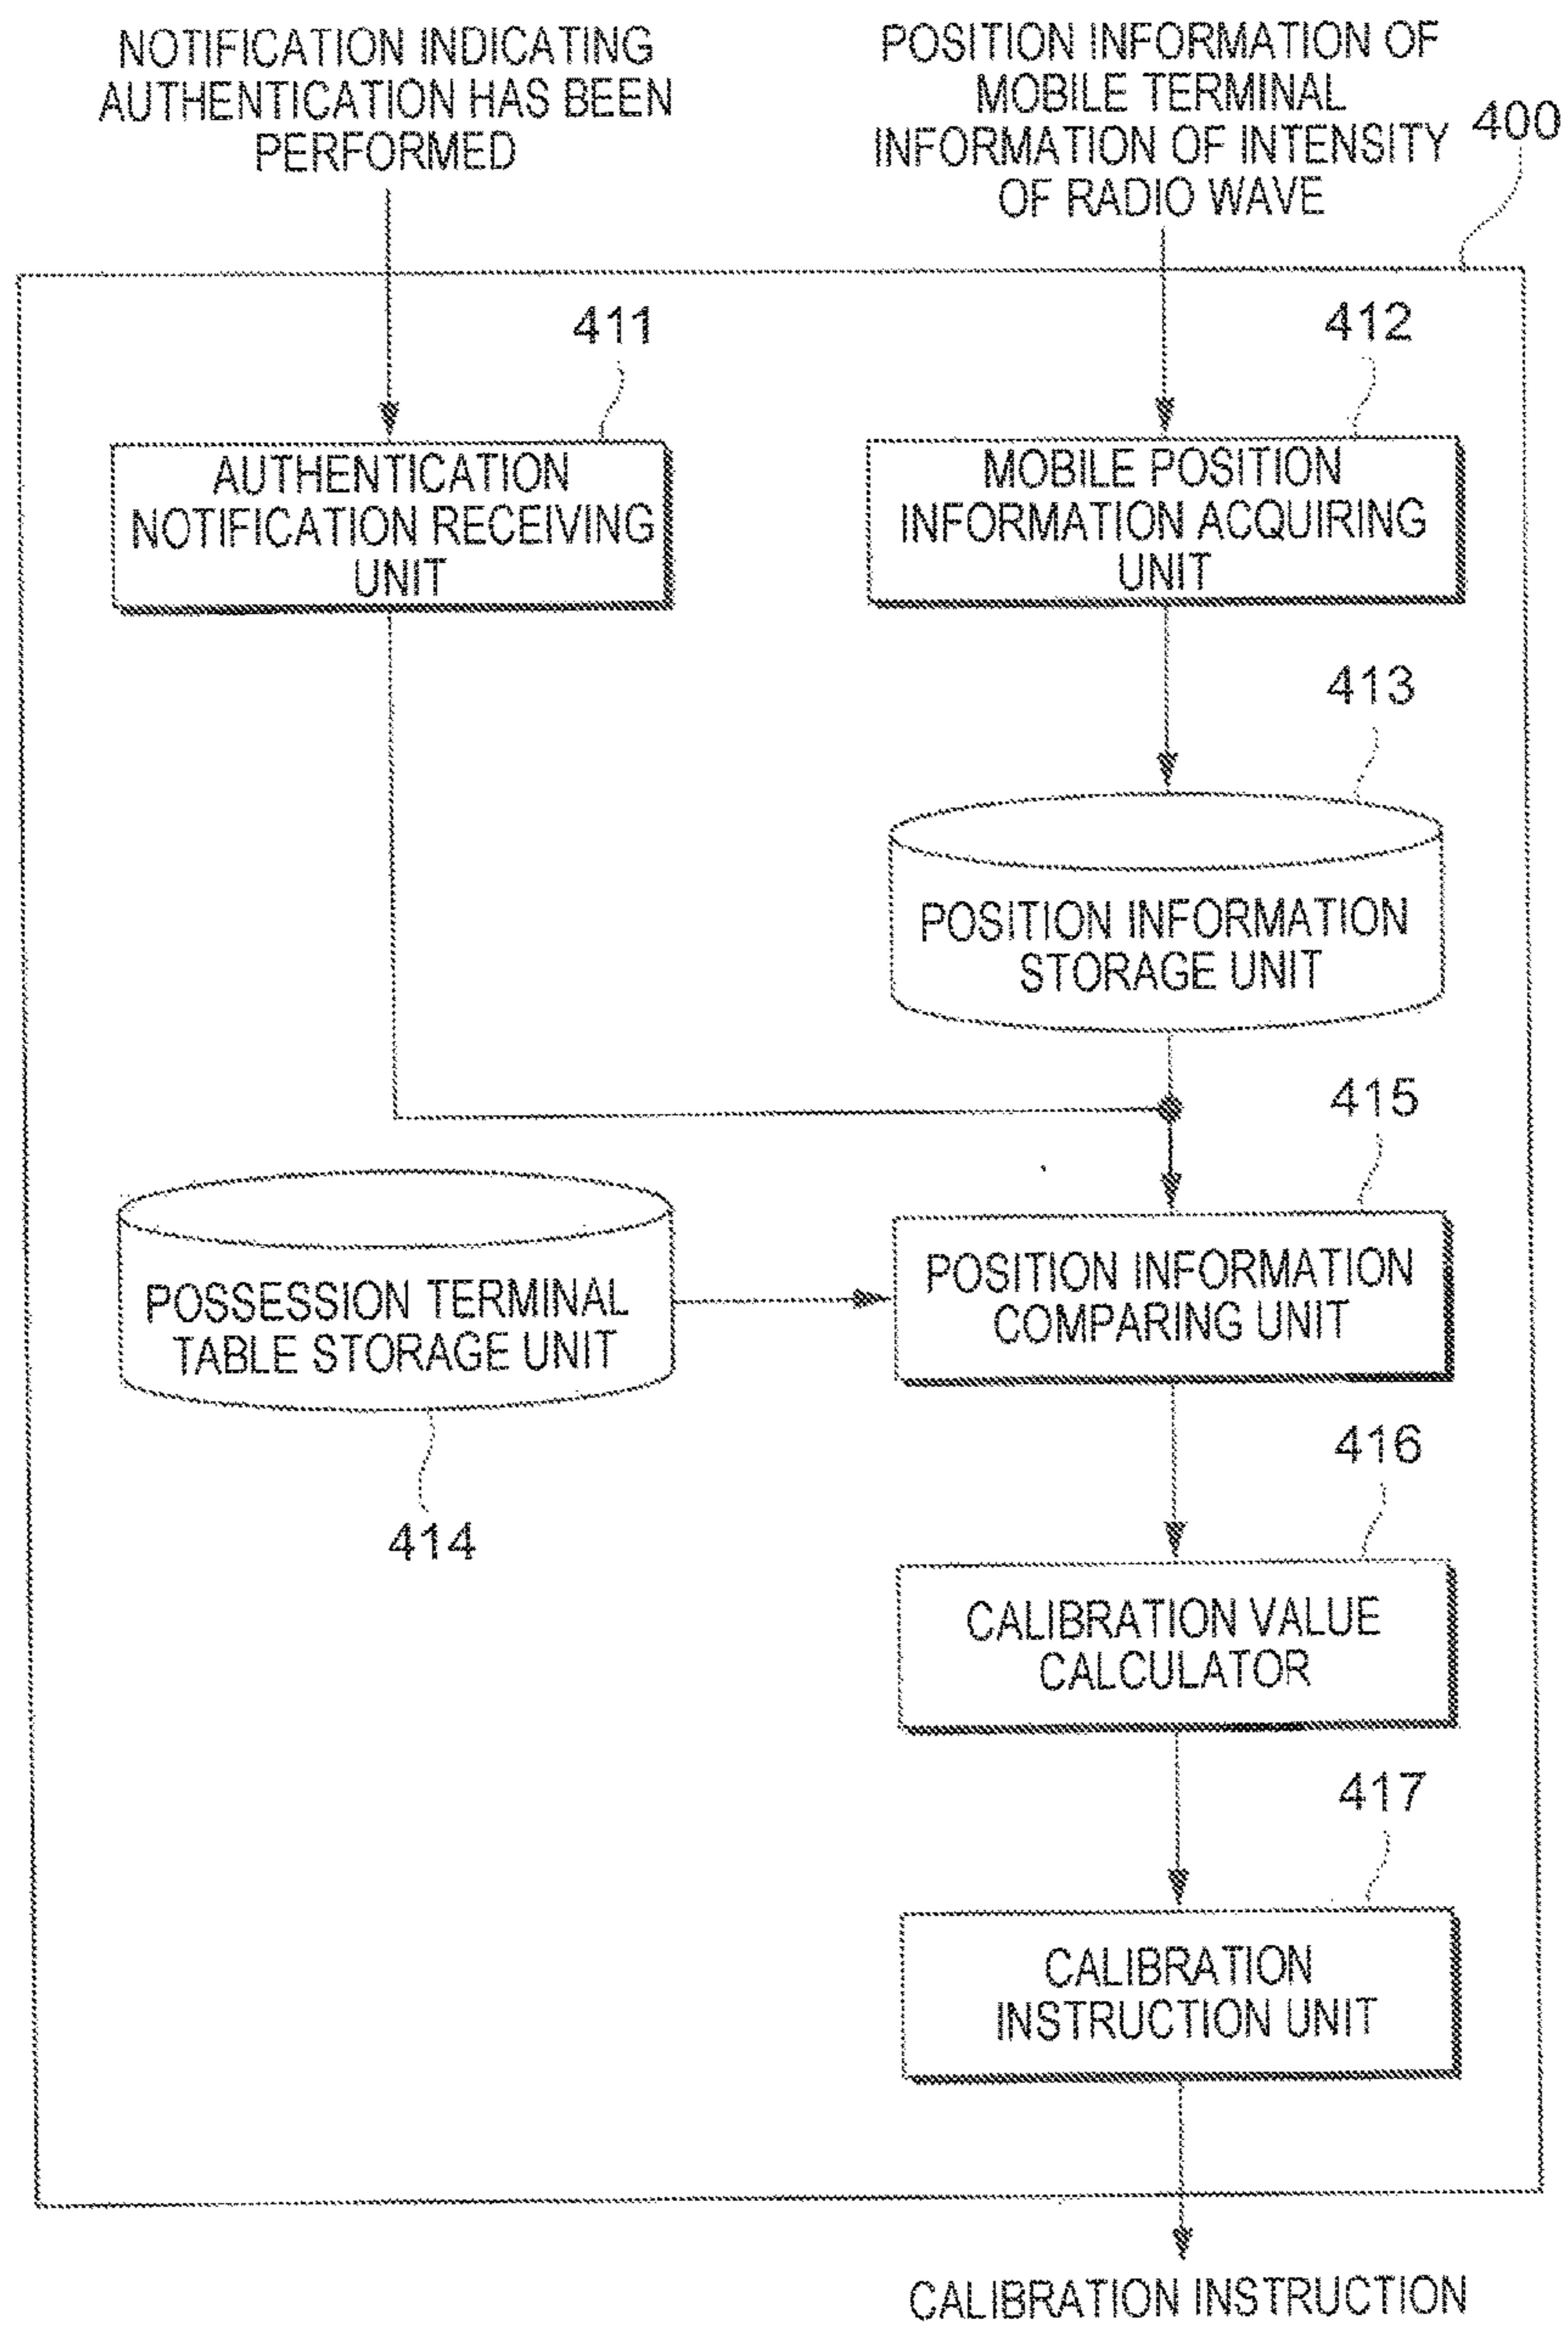 NOTIFICATION INDICATING
AUTHENTICATION HAS BEEN
PERFORMED
POSITION INFORMATION OF
MOBILE TERMINAL
INFORMATION OF INTENSITY
OF RADIO WAVE
400
411
AUTHENTICATION
NOTIFICATION RECEIVING
UNIT
412
MOBILE POSITION
INFORMATION ACQUIRING
UNIT
413
POSITION INFORMATION
STORAGE UNIT
415
POSSESSION TERMINAL
TABLE STORAGE UNIT
414
POSITION INFORMATION
COMPARING UNIT
416
CALIBRATION VALUE
CALCULATOR
417
CALIBRATION
INSTRUCTION UNIT
CALIBRATION INSTRUCTION